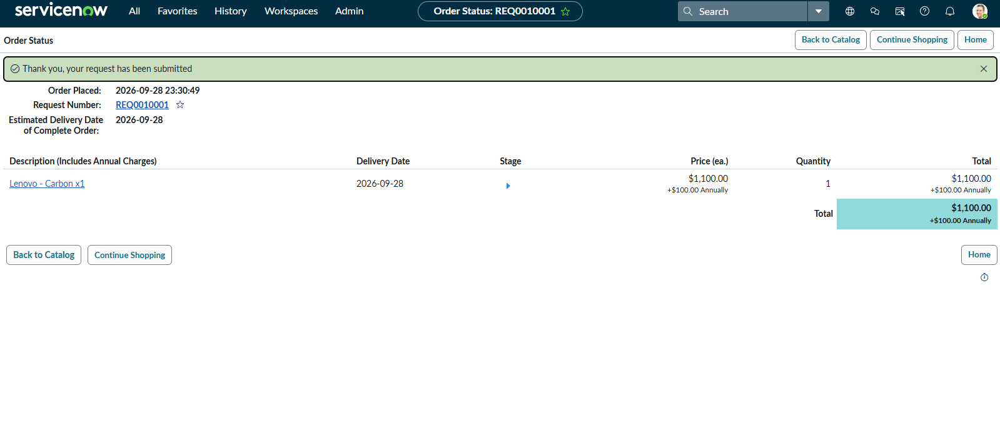 servicenow All Favorites History Workspaces Admin Order Status: REQ0010001 Search
Order Status Back to Catalog Continue Shopping Home
Thank you, your request has been submitted
Order Placed: 2026-09-28 23:30:49
Request Number: REQ0010001
Estimated Delivery Date 2026-09-28
of Complete Order:
Description (Includes Annual Charges) Delivery Date Stage Price (ea.) Quantity Total
Lenovo - Carbon x1 2026-09-28 $1,100.00 1 $1,100.00
+$100.00 Annually +$100.00 Annually
Total $1,100.00
+$100.00 Annually
Back to Catalog Continue Shopping Home